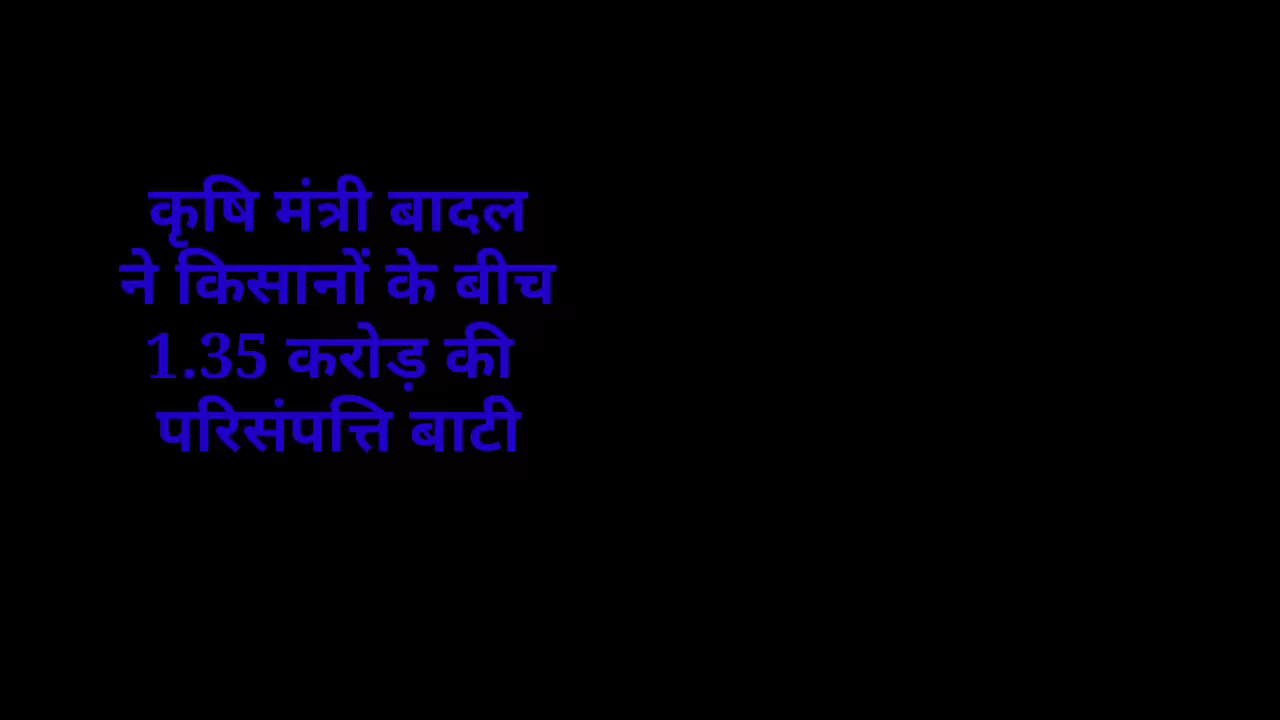 कृषि मंत्री बादल
ने किसानों के बीच
1.35 करोड़ की
परिसंपत्ति बाटी